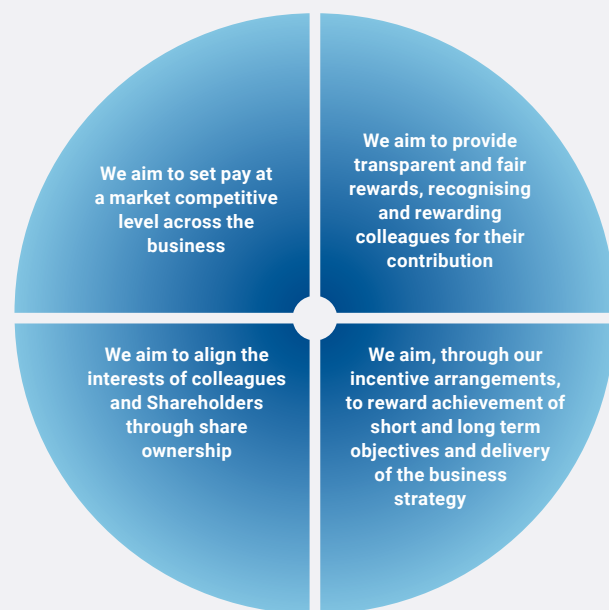 We aim to set pay at
a market competitive
level across the
business
We aim to provide
transparent and fair
rewards, recognising
and rewarding
colleagues for their
contribution
We aim to align the
interests of colleagues
and Shareholders
through share
ownership
We aim, through our
incentive arrangements,
to reward achievement of
short and long term
objectives and delivery
of the business
strategy